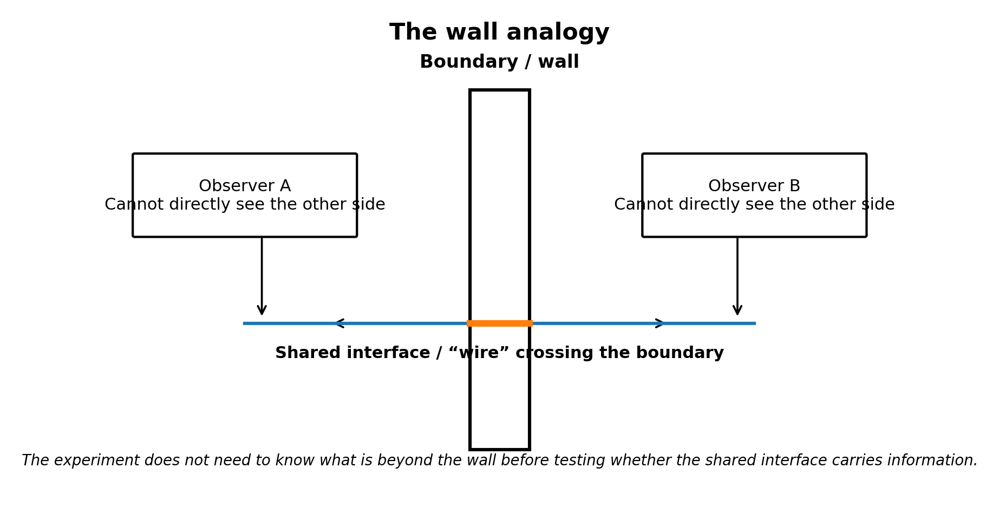 The wall analogy
Boundary / wall
Observer A
Cannot directly see the other side
Observer B
Cannot directly see the other side
Shared interface / “wire” crossing the boundary
The experiment does not need to know what is beyond the wall before testing whether the shared interface carries information.